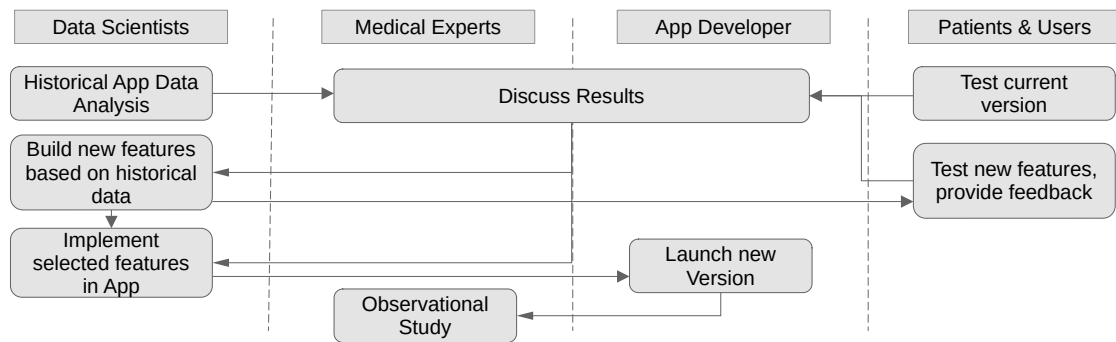 Data Scientists
Medical Experts
App Developer
Patients & Users
Historical App Data
Analysis
Discuss Results
Test current
version
Build new features
based on historical
data
Test new features,
provide feedback
Implement
selected features
in App
Launch new
Version
Observational
Study